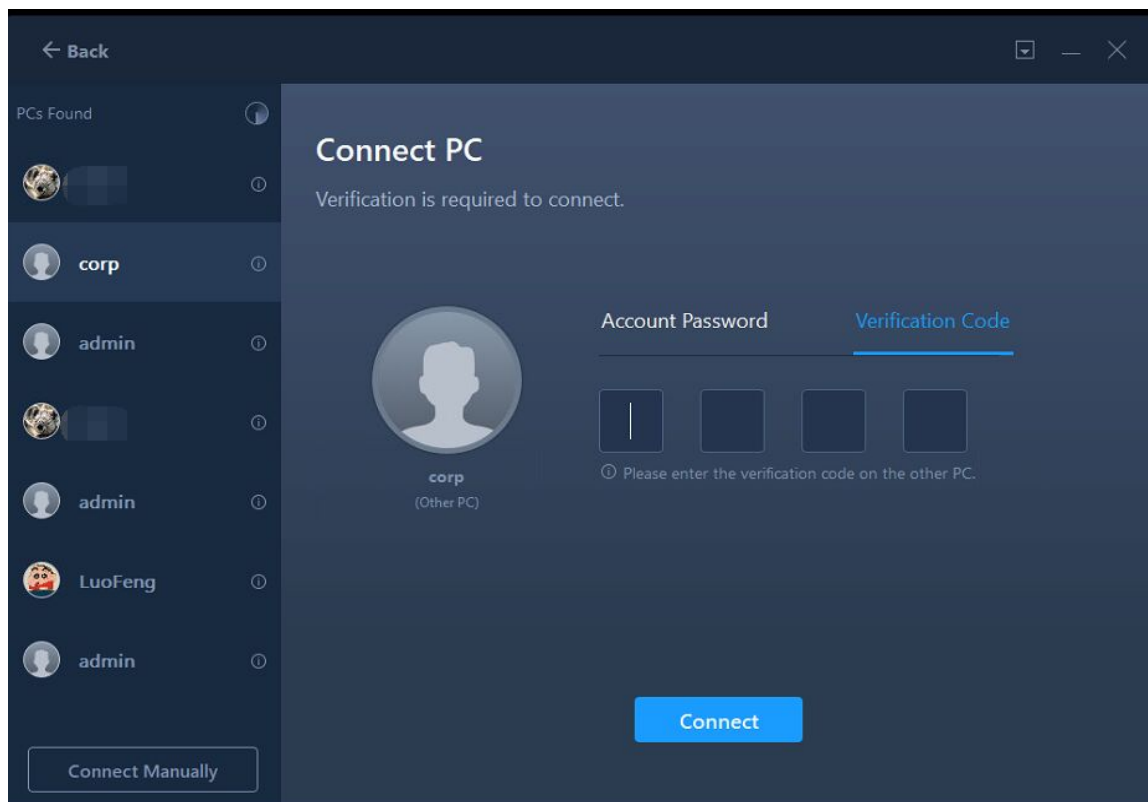 Back
PCs Found
corp
admin
admin
LuoFeng
admin
Connect Manually
Connect PC
Verification is required to connect.
corp
(Other PC)
Account Password Verification Code
Please enter the verification code on the other PC.
Connect